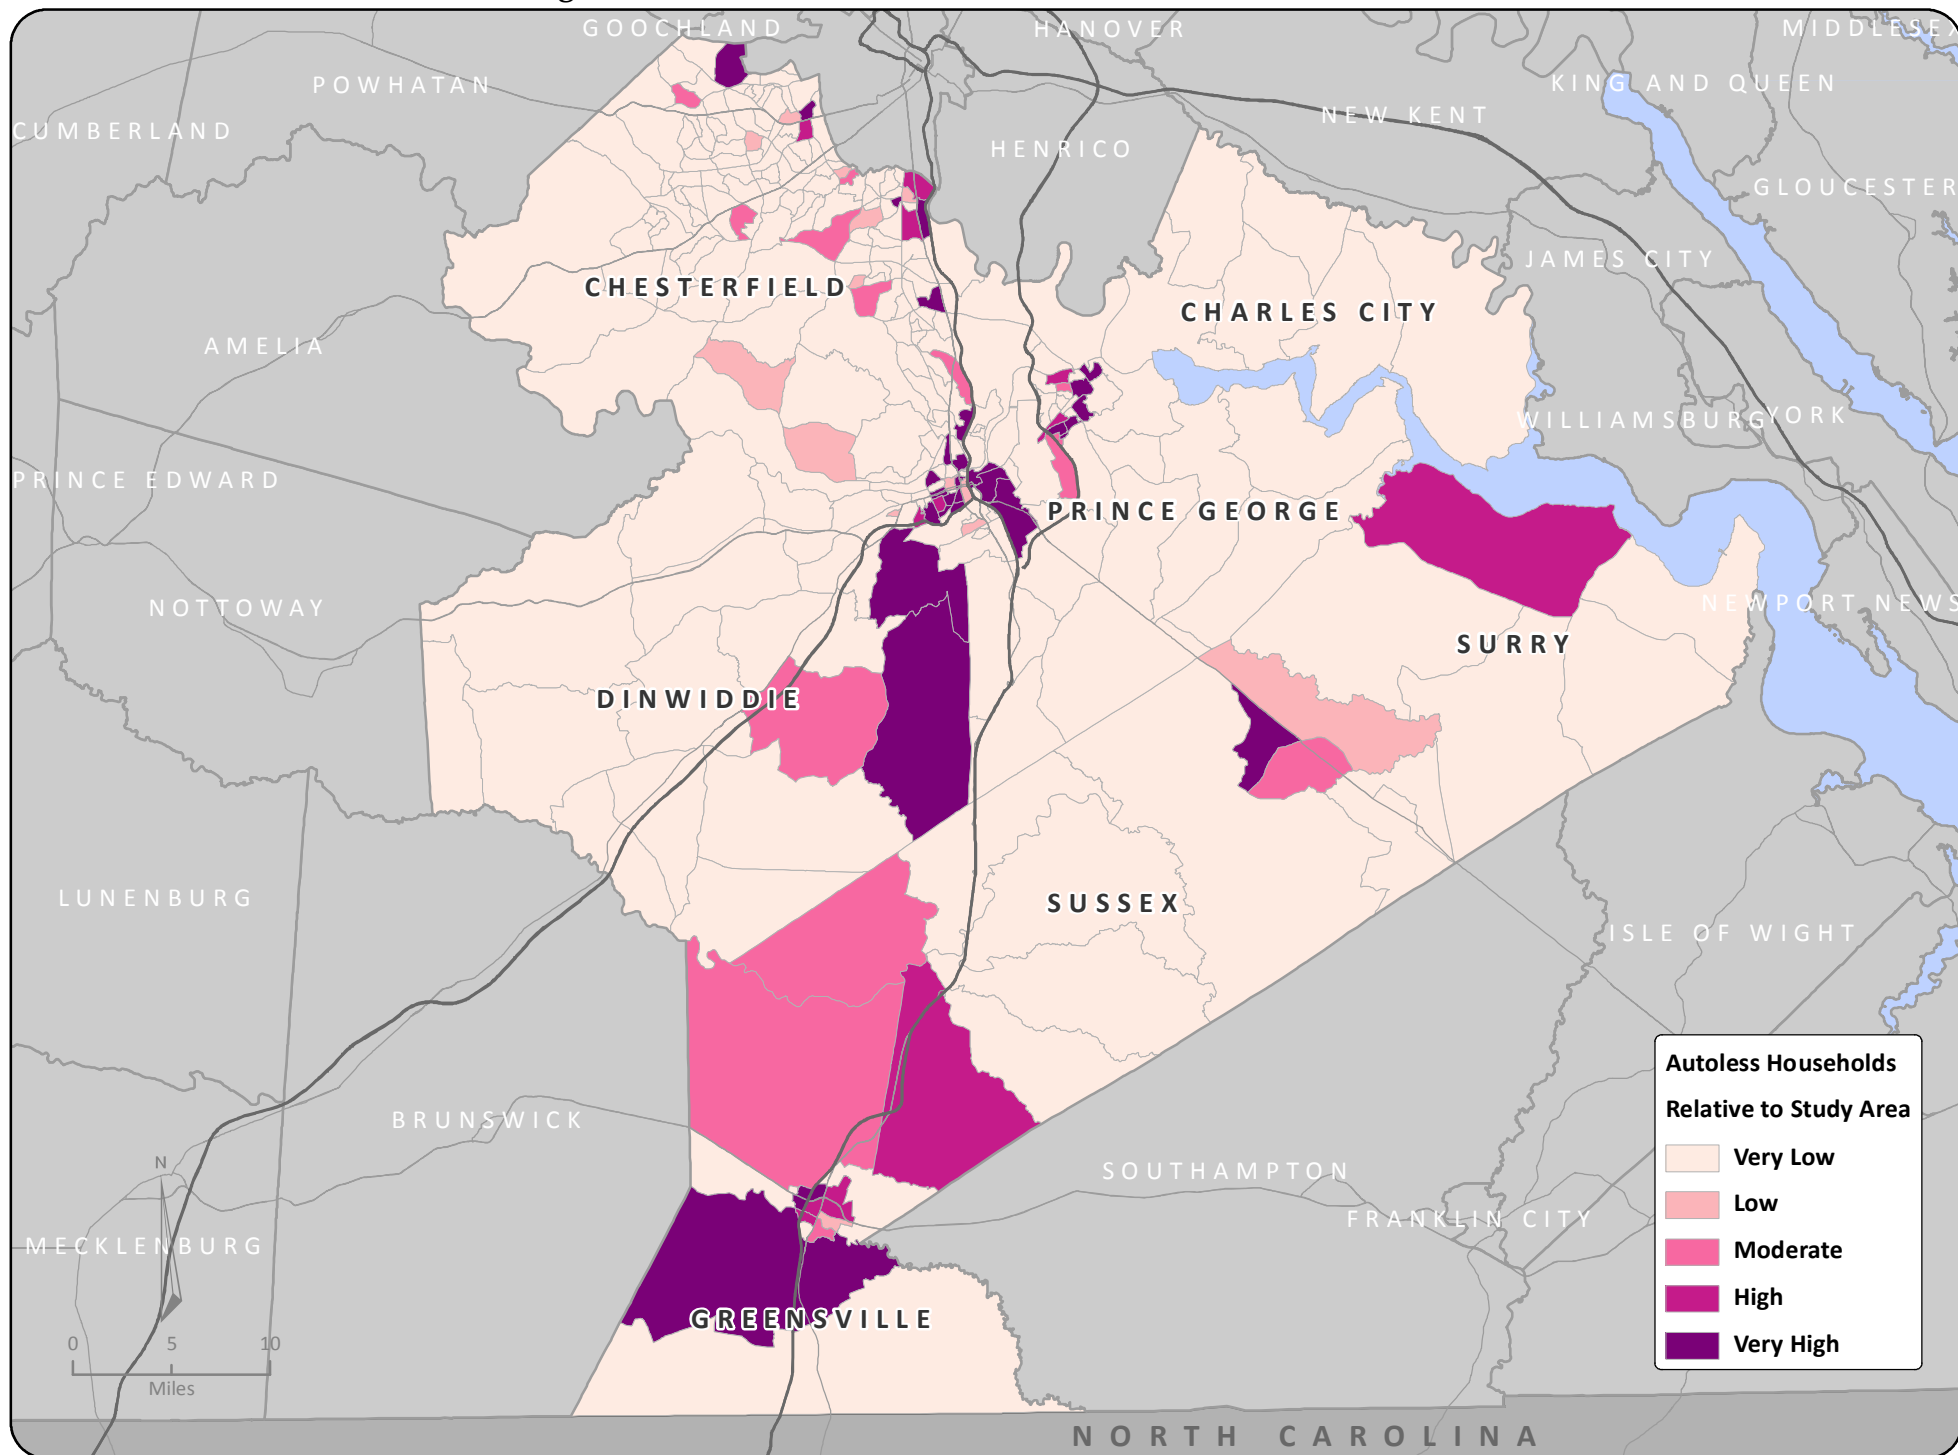 GOOCHLAND
HANOVER
MIDDLESEX
POWHATAN
KING AND QUEEN
NEW KENT
CUMBERLAND
HENRICO
GLOUCESTER
JAMES CITY
CHESTERFIELD
CHARLES CITY
AMELIA
WILLIAMSBURG
YORK
PRINCE EDWARD
PRINCE GEORGE
NOTTOWAY
NEWPORT NEWS
SURRY
DINWIDDIE
LUNENBURG
SUSSEX
ISLE OF WIGHT
BRUNSWICK
SOUTHAMPTON
FRANKLIN CITY
MECKLENBURG
GREENSVILLE
N
0 5 10
Miles
Autoless Households
Relative to Study Area
Very Low
Low
Moderate
High
Very High
NORTH CAROLINA